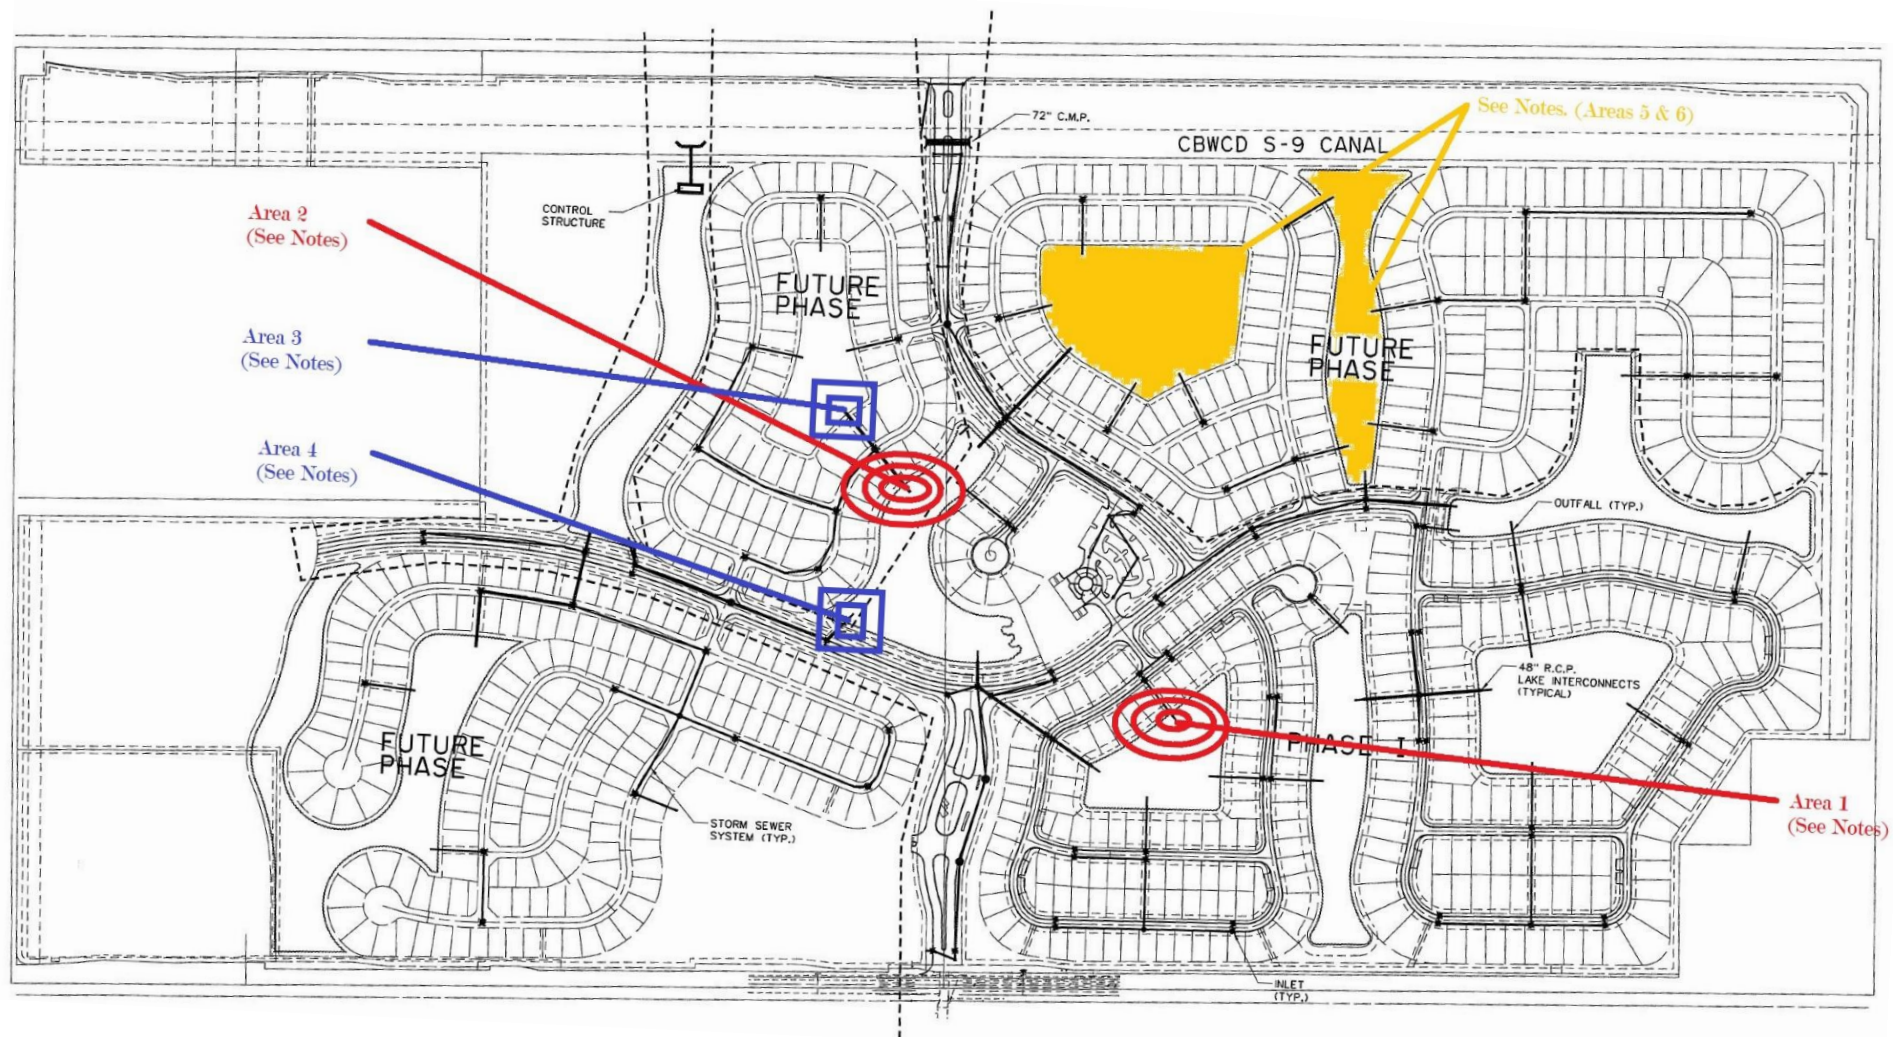 72" C.M.P.
See Notes. (Areas 5 & 6)
CBWCD S-9 CANAL
CONTROL
STRUCTURE
Area 2
(See Notes)
FUTURE
PHASE
Area 3
(See Notes)
FUTURE
PHASE
Area 4
(See Notes)
OUTFALL (TYP.)
48" R.C.P.
LAKE INTERCONNECTS
(TYPICAL)
FUTURE
PHASE
PHASE I
Area 1
(See Notes)
STORM SEWER
SYSTEM (TYP.)
INLET
(TYP.)